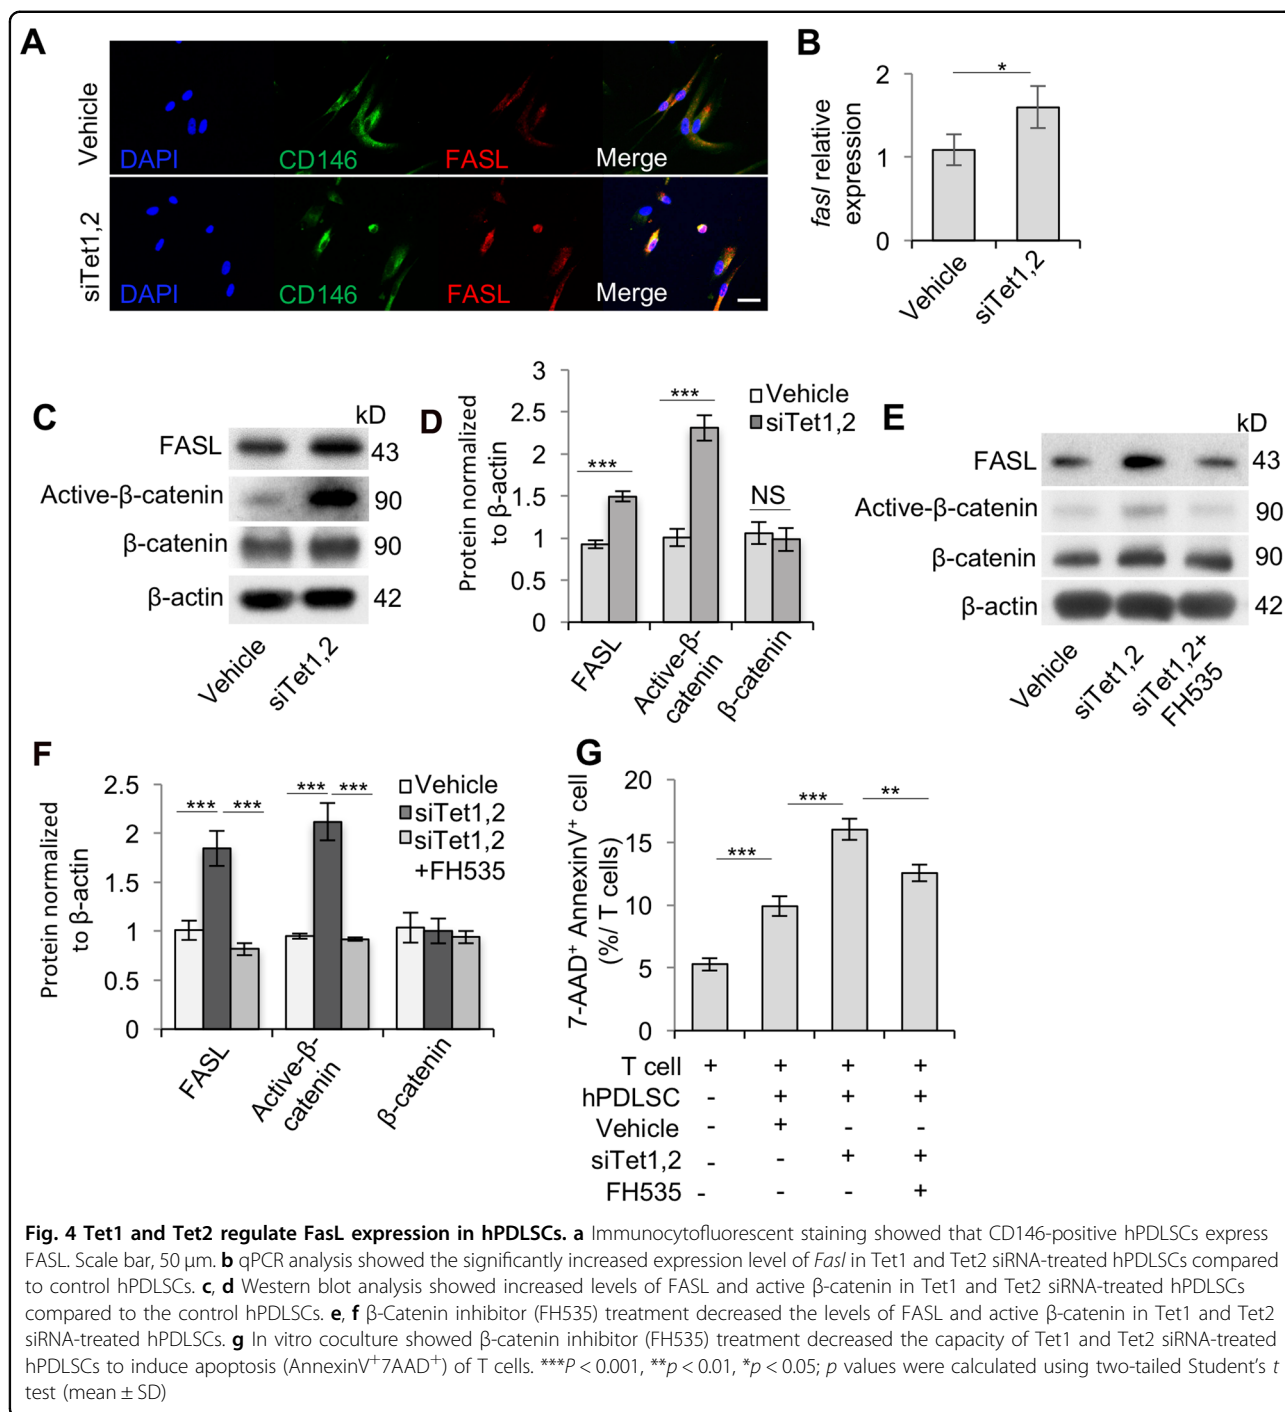 A
Vehicle
DAPI
CD146
FASL
Merge
siTet1,2
DAPI
CD146
FASL
Merge
B
fasl relative
expression
2
1
0
*
Vehicle
siTet1,2
C
kD
FASL
43
Active-β-catenin
90
β-catenin
90
β-actin
42
Vehicle
siTet1,2
D
Protein normalized
to β-actin
3
2.5
2
1.5
1
0.5
0
***
***
NS
Vehicle
siTet1,2
FASL
Active-β-
catenin
β-catenin
E
kD
FASL
43
Active-β-catenin
90
β-catenin
90
β-actin
42
Vehicle
siTet1,2
siTet1,2+
FH535
F
Protein normalized
to β-actin
2.5
2
1.5
1
0.5
0
*** ***
*** ***
Vehicle
siTet1,2
siTet1,2
+FH535
FASL
Active-β-
catenin
β-catenin
G
7-AAD⁺ AnnexinV⁺ cell
(%/ T cells)
20
15
10
5
0
***
***
**
T cell + + + +
hPDLSC - + + +
Vehicle - + - -
siTet1,2 - - + +
FH535 - - - +
Fig. 4 Tet1 and Tet2 regulate FasL expression in hPDLSCs. a Immunocytofluorescent staining showed that CD146-positive hPDLSCs express
FASL. Scale bar, 50 μm. b qPCR analysis showed the significantly increased expression level of Fasl in Tet1 and Tet2 siRNA-treated hPDLSCs compared
to control hPDLSCs. c, d Western blot analysis showed increased levels of FASL and active β-catenin in Tet1 and Tet2 siRNA-treated hPDLSCs
compared to the control hPDLSCs. e, f β-Catenin inhibitor (FH535) treatment decreased the levels of FASL and active β-catenin in Tet1 and Tet2
siRNA-treated hPDLSCs. g In vitro coculture showed β-catenin inhibitor (FH535) treatment decreased the capacity of Tet1 and Tet2 siRNA-treated
hPDLSCs to induce apoptosis (AnnexinV⁺7AAD⁺) of T cells. ***P < 0.001, **p < 0.01, *p < 0.05; p values were calculated using two-tailed Student's t
test (mean ± SD)